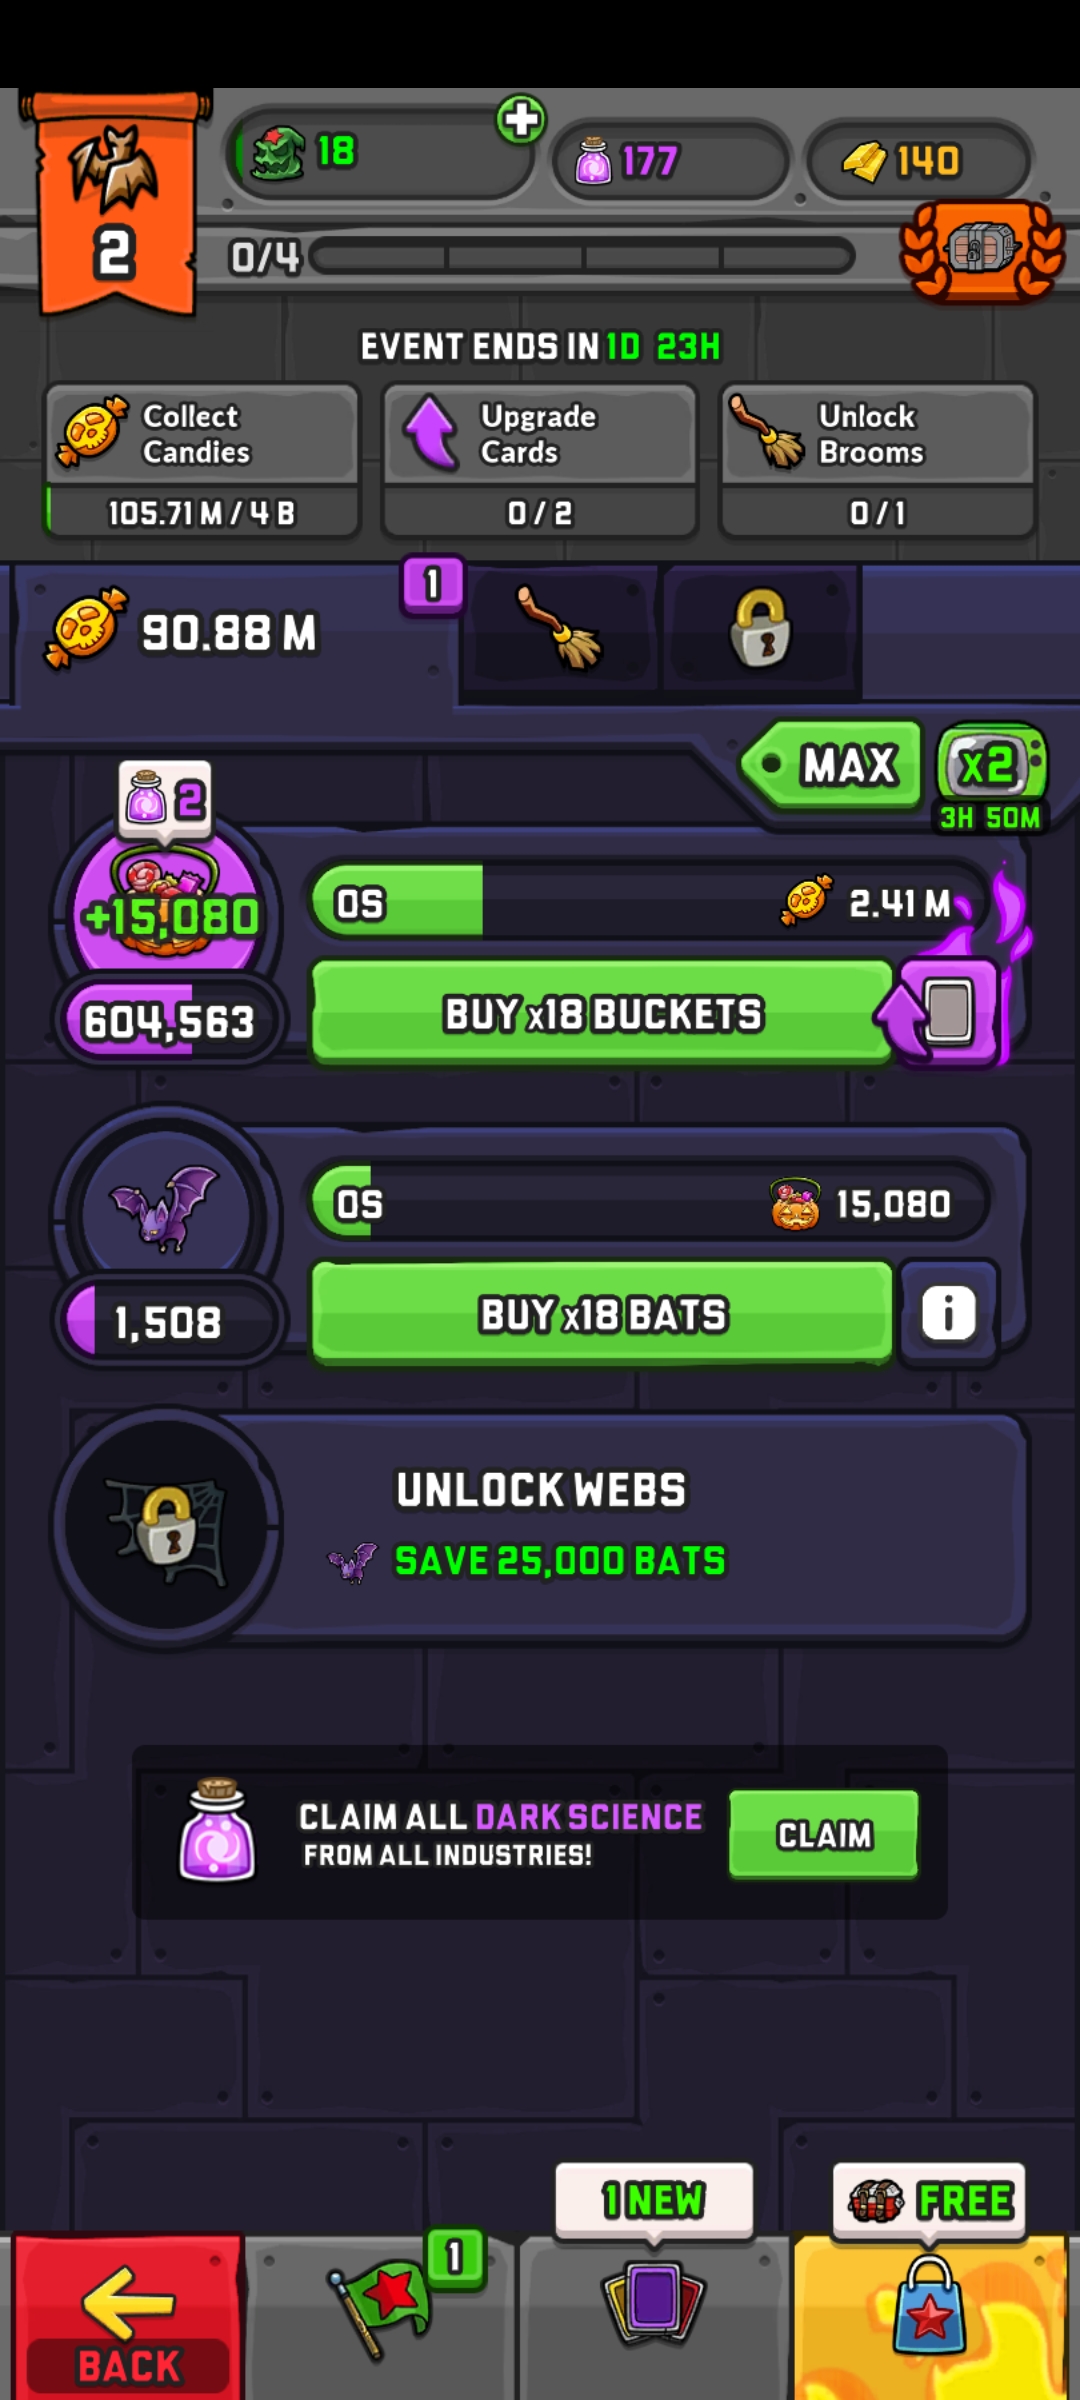 18
177
140
2
0/4
EVENT ENDS IN 1D 23H
Collect
Candies
105.71 M / 4 B
Upgrade
Cards
0 / 2
Unlock
Brooms
0 / 1
90.88 M
1
MAX
x2
3H 50M
2
+15,080
604,563
0S
2.41 M
BUY x18 BUCKETS
1,508
0S
15,080
BUY x18 BATS
i
UNLOCK WEBS
SAVE 25,000 BATS
CLAIM ALL DARK SCIENCE
FROM ALL INDUSTRIES!
CLAIM
1 NEW
FREE
1
BACK